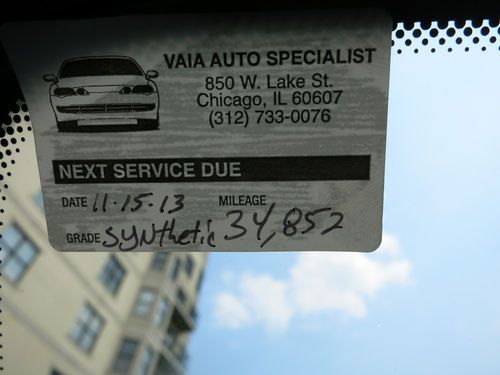 VAIA AUTO SPECIALIST
850 W. Lake St.
Chicago, IL 60607
(312) 733-0076
NEXT SERVICE DUE
DATE 11-15-13 MILEAGE
GRADE Synthetic 34,852